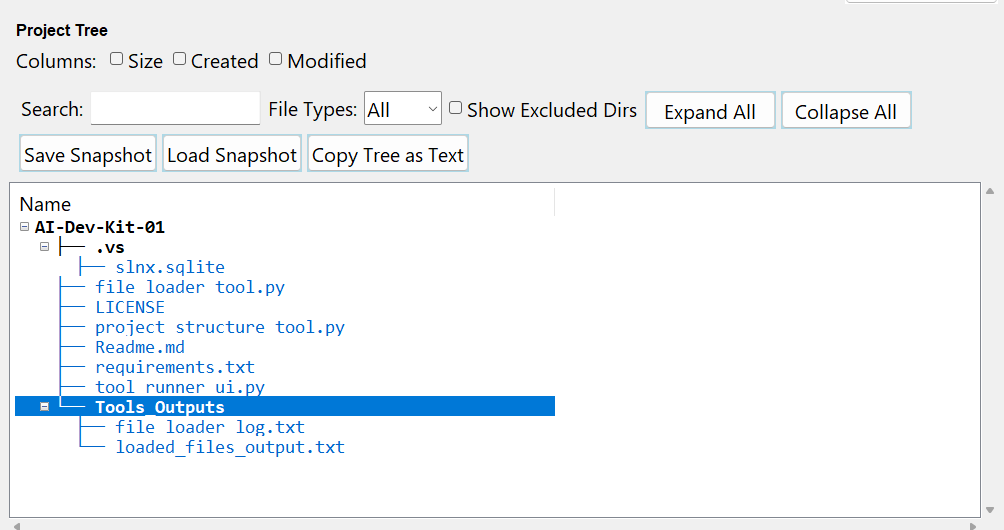 Project Tree
Columns: Size Created Modified
Search: File Types: All Show Excluded Dirs Expand All Collapse All
Save Snapshot Load Snapshot Copy Tree as Text
Name
AI-Dev-Kit-01
├── .vs
├── slnx.sqlite
├── file loader tool.py
├── LICENSE
├── project structure tool.py
├── Readme.md
├── requirements.txt
├── tool runner ui.py
└── Tools_Outputs
├── file loader log.txt
└── loaded_files_output.txt